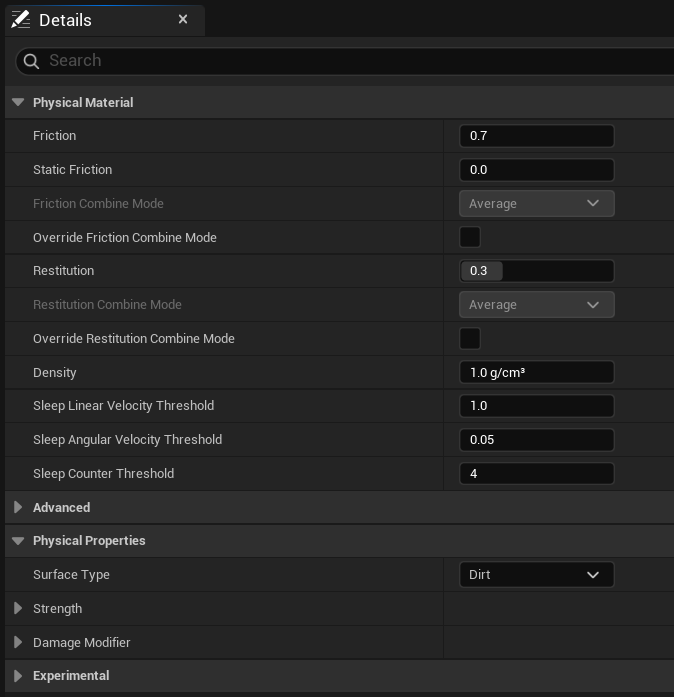 Details
Search
Physical Material
Friction 0.7
Static Friction 0.0
Friction Combine Mode Average
Override Friction Combine Mode
Restitution 0.3
Restitution Combine Mode Average
Override Restitution Combine Mode
Density 1.0 g/cm³
Sleep Linear Velocity Threshold 1.0
Sleep Angular Velocity Threshold 0.05
Sleep Counter Threshold 4
Advanced
Physical Properties
Surface Type Dirt
Strength
Damage Modifier
Experimental